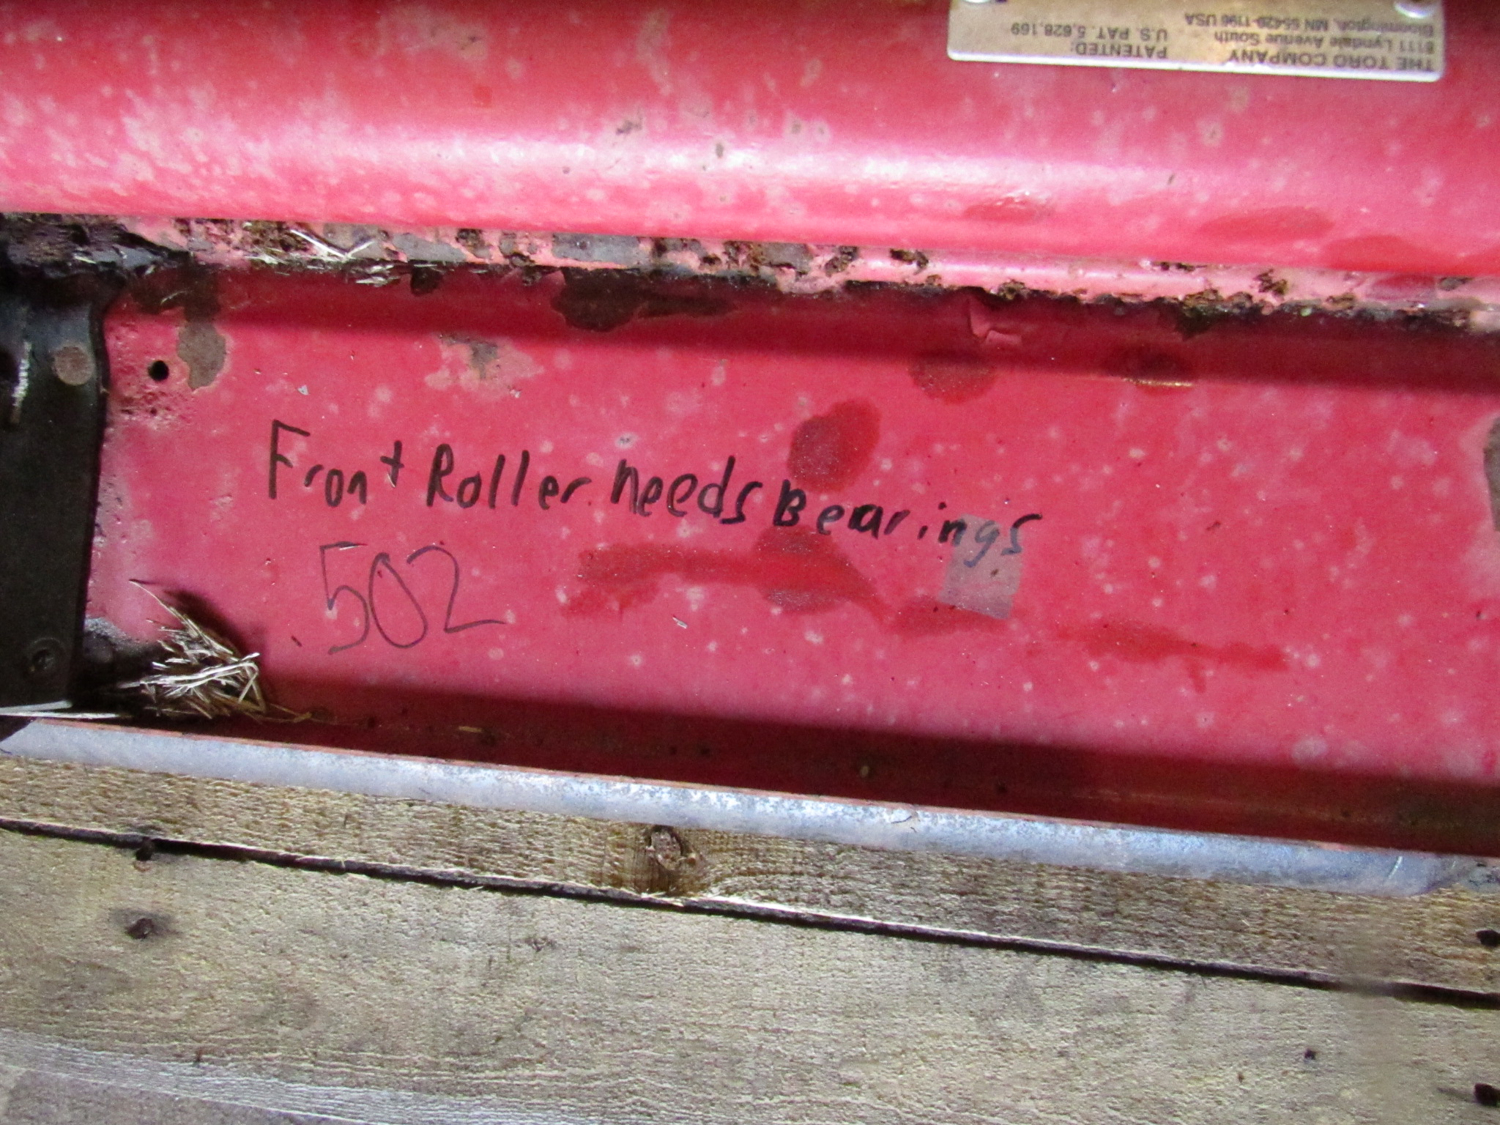 THE TORO COMPANY
8111 Lyndale Avenue South
Bloomington, MN 55420-1196 USA
PATENTED:
U.S. PAT. 5,628,169
Front Roller needs Bearings
502